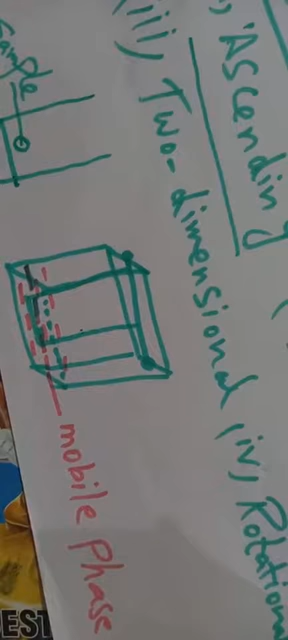 , Ascending
(iii) Two-dimensional (iv) Rotation
Sample
mobile Phase
EST